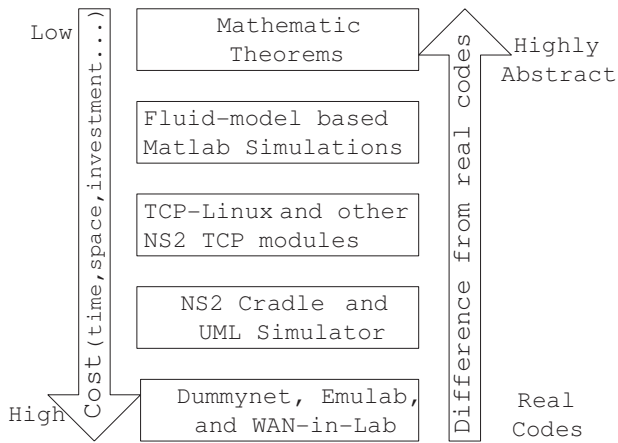 Low
Cost(time,space,investment...)
High
Mathematic
Theorems
Fluid-model based
Matlab Simulations
TCP-Linux and other
NS2 TCP modules
NS2 Cradle and
UML Simulator
Dummynet, Emulab,
and WAN-in-Lab
Difference from real codes
Highly
Abstract
Real
Codes